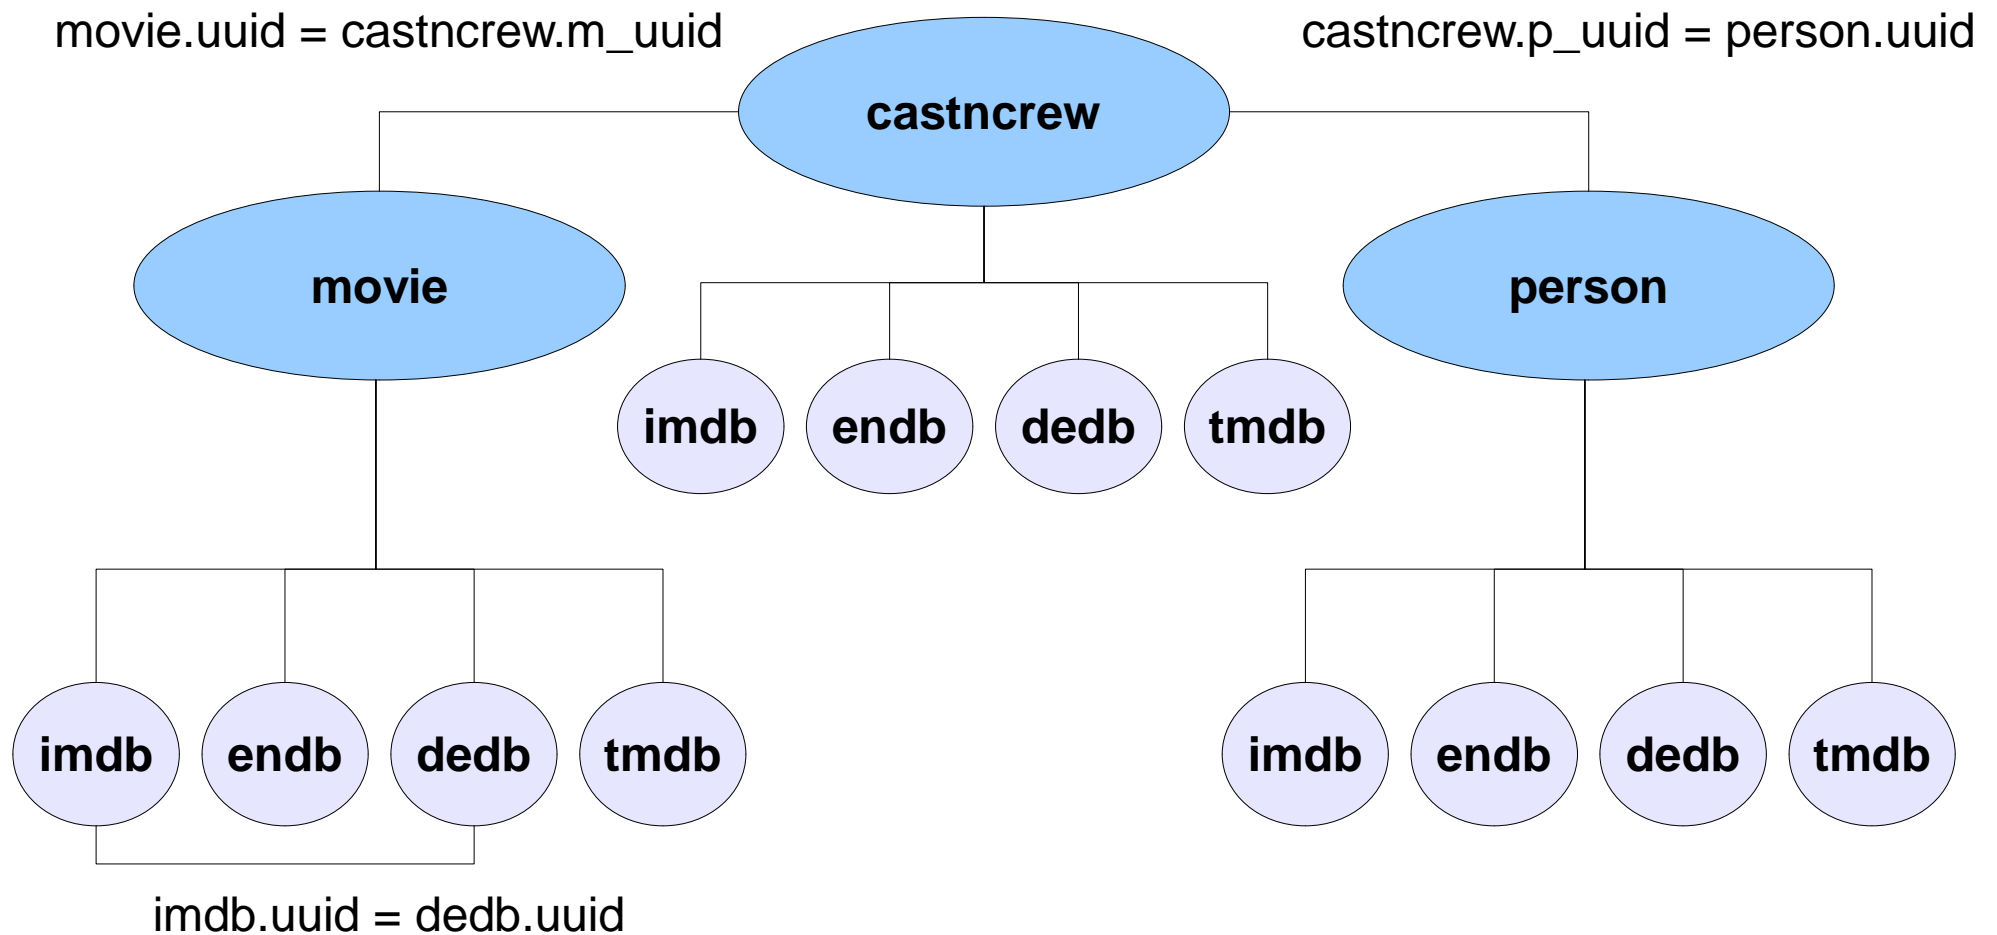 movie.uuid = castncrew.m_uuid
castncrew.p_uuid = person.uuid
castncrew
movie
person
imdb endb dedb tmdb
imdb endb dedb tmdb
imdb endb dedb tmdb
imdb.uuid = dedb.uuid